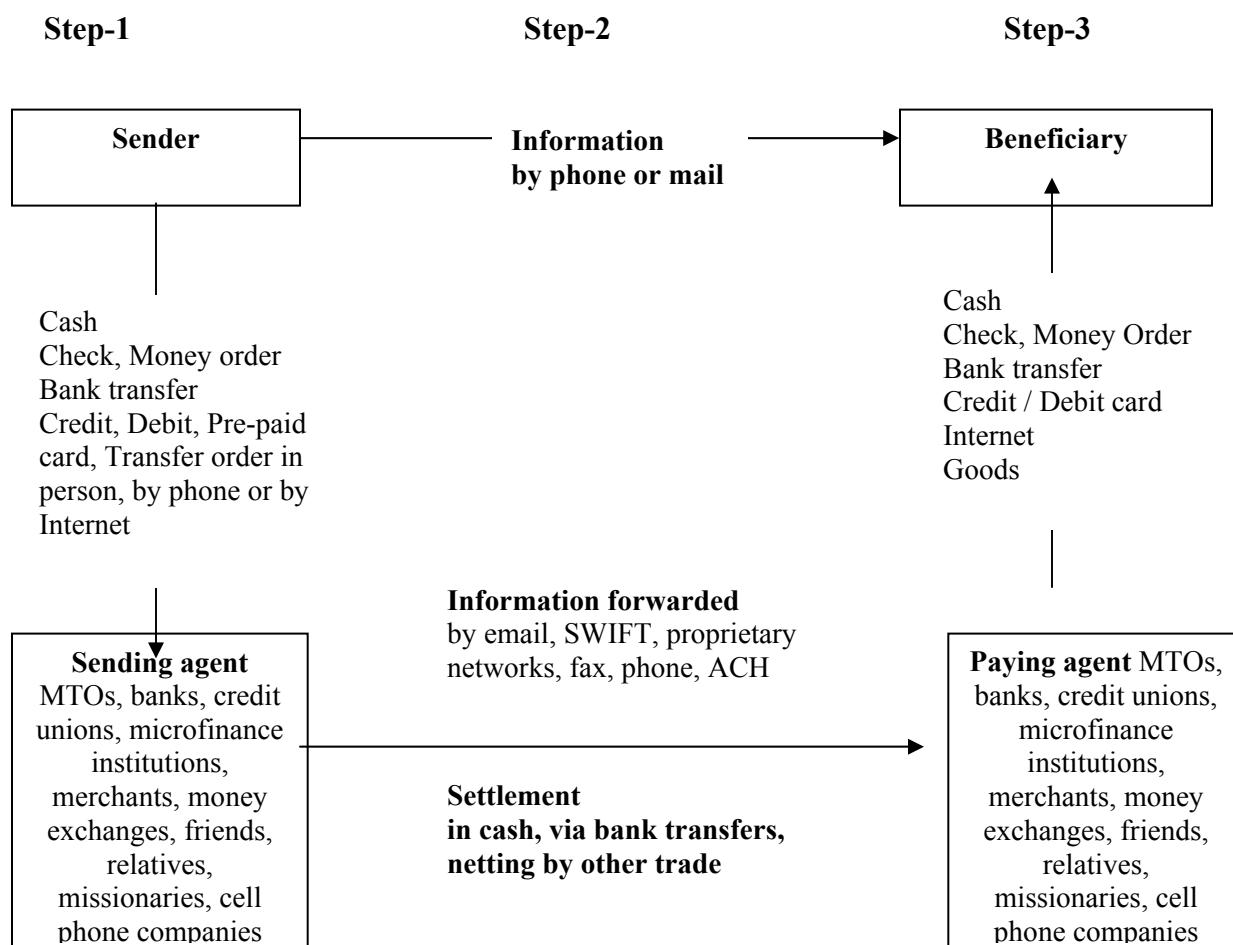 Step-1
Step-2
Step-3
Sender
Information
by phone or mail
Beneficiary
Cash
Check, Money order
Bank transfer
Credit, Debit, Pre-paid
card, Transfer order in
person, by phone or by
Internet
Cash
Check, Money Order
Bank transfer
Credit / Debit card
Internet
Goods
Information forwarded
by email, SWIFT, proprietary
networks, fax, phone, ACH
Sending agent
MTOs, banks, credit
unions, microfinance
institutions,
merchants, money
exchanges, friends,
relatives,
missionaries, cell
phone companies
Settlement
in cash, via bank transfers,
netting by other trade
Paying agent MTOs,
banks, credit unions,
microfinance
institutions,
merchants, money
exchanges, friends,
relatives,
missionaries, cell
phone companies